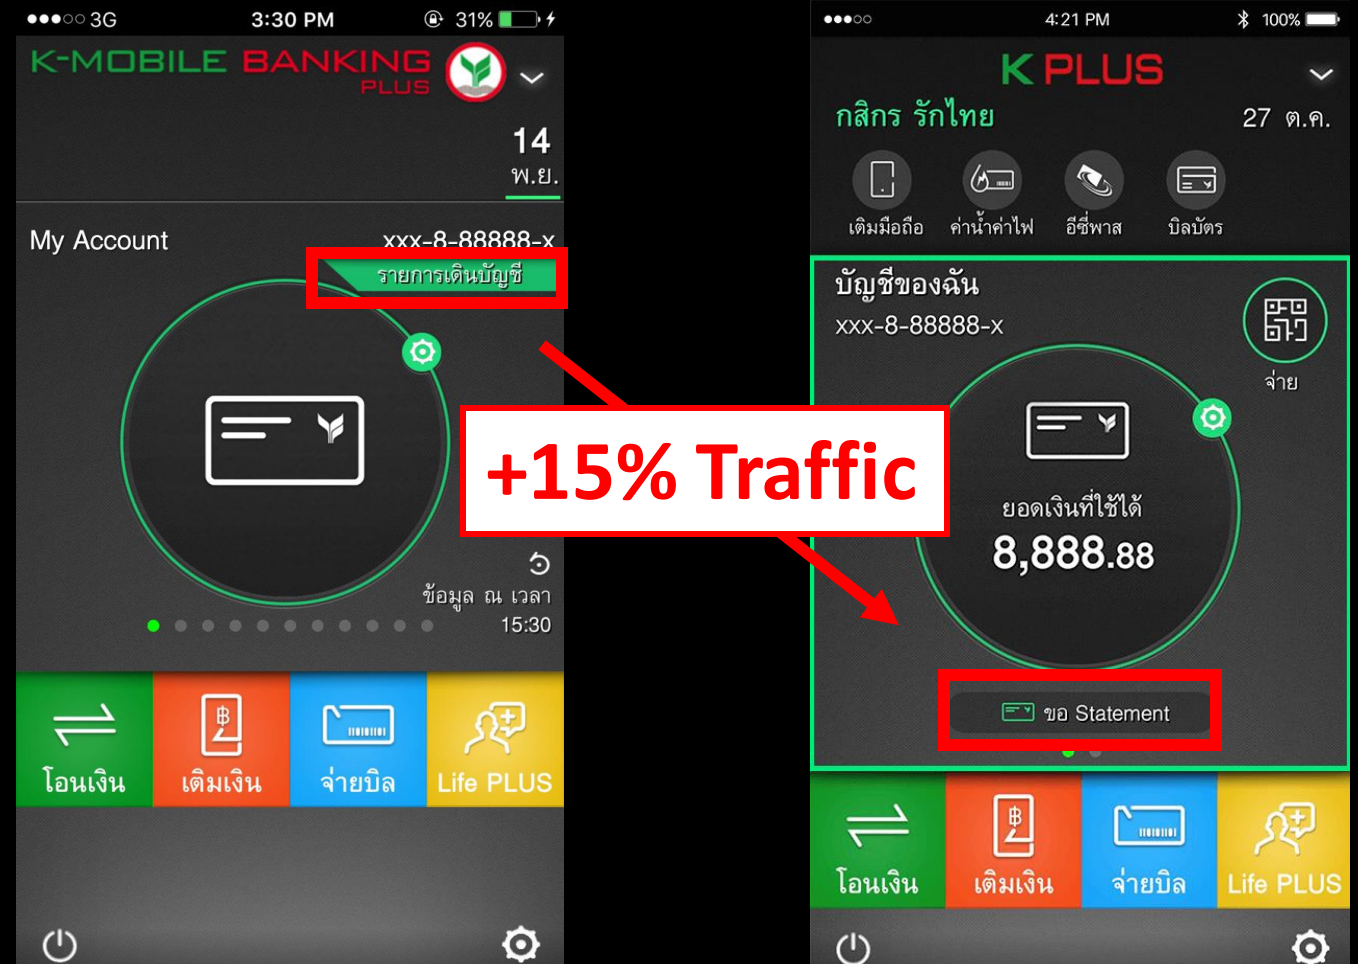 3G 3:30 PM 31%
K-MOBILE BANKING
PLUS
14
พ.ย.
My Account xxx-8-88888-x
รายการเดินบัญชี
ข้อมูล ณ เวลา
15:30
โอนเงิน เติมเงิน จ่ายบิล Life PLUS
+15% Traffic
4:21 PM 100%
K PLUS
กสิกร รักไทย 27 ต.ค.
เติมมือถือ ค่าน้ำค่าไฟ อีซี่พาส บิลบัตร
บัญชีของฉัน
xxx-8-88888-x
จ่าย
ยอดเงินที่ใช้ได้
8,888.88
ขอ Statement
โอนเงิน เติมเงิน จ่ายบิล Life PLUS